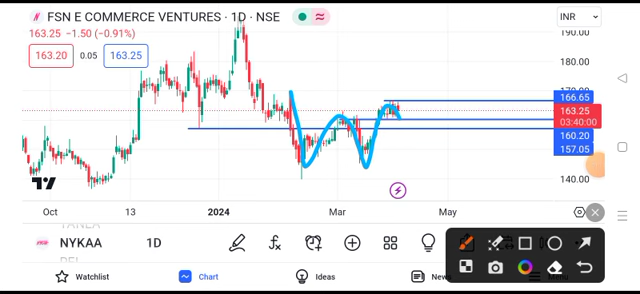 FSN E COMMERCE VENTURES · 1D · NSE
INR
163.25 −1.50 (−0.91%)
163.20
0.05
163.25
190.00
180.00
170.00
166.65
163.25
03:40:00
160.20
157.05
140.00
Oct
13
2024
Mar
May
NYKAA
1D
Watchlist
Chart
Ideas
News